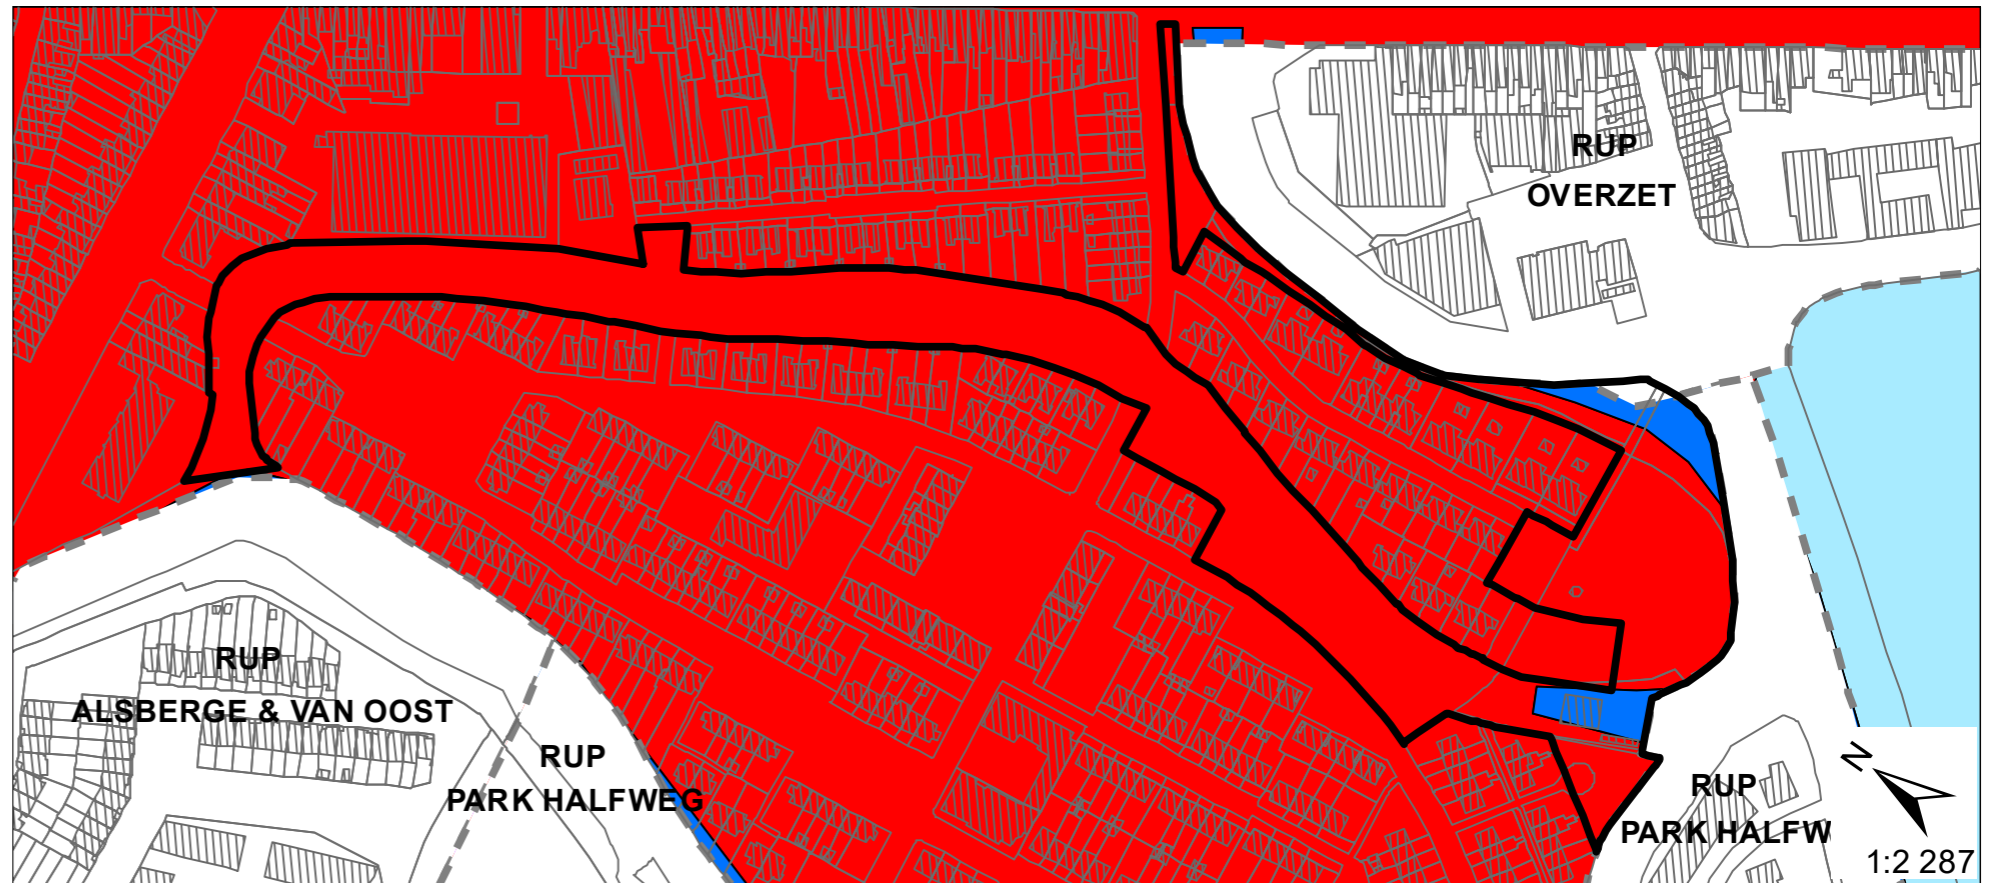 RUP
OVERZET
RUP
ALSBERGE & VAN OOST
RUP
PARK HALFWEG
RUP
PARK HALFW
N
1:2 287